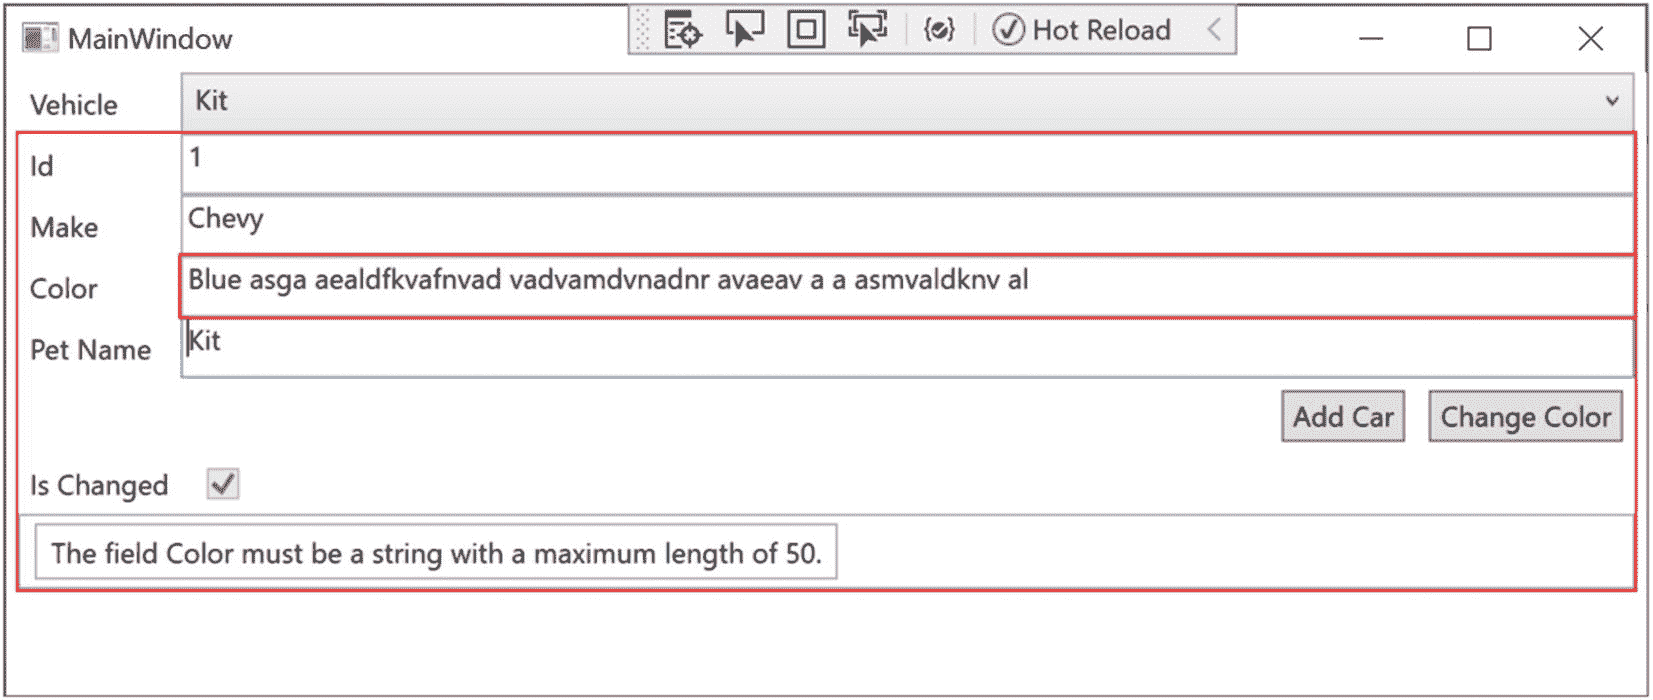 MainWindow
Hot Reload
Vehicle Kit
Id 1
Make Chevy
Color Blue asga aealdfkvafnvad vadvamdvnadnr avaeav a a asmvaldknv al
Pet Name Kit
Add Car Change Color
Is Changed
The field Color must be a string with a maximum length of 50.